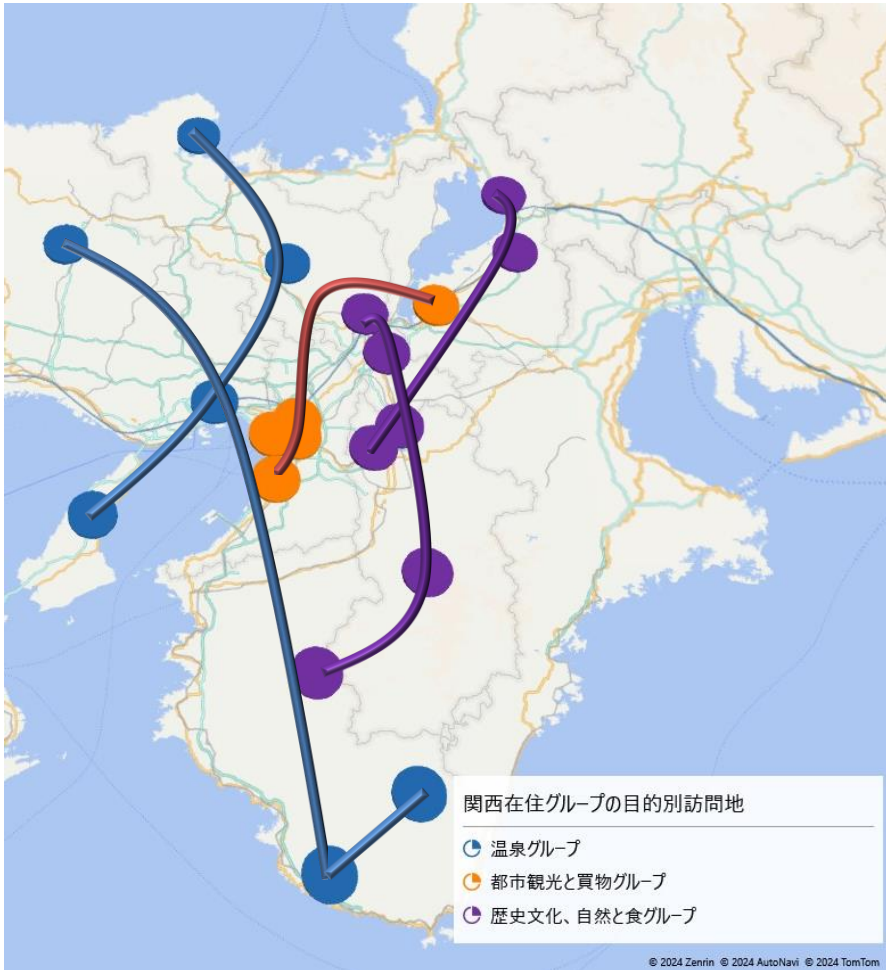 関西在住グループの目的別訪問地
温泉グループ
都市観光と買物グループ
歴史文化、自然と食グループ
© 2024 Zenrin © 2024 AutoNavi © 2024 TomTom